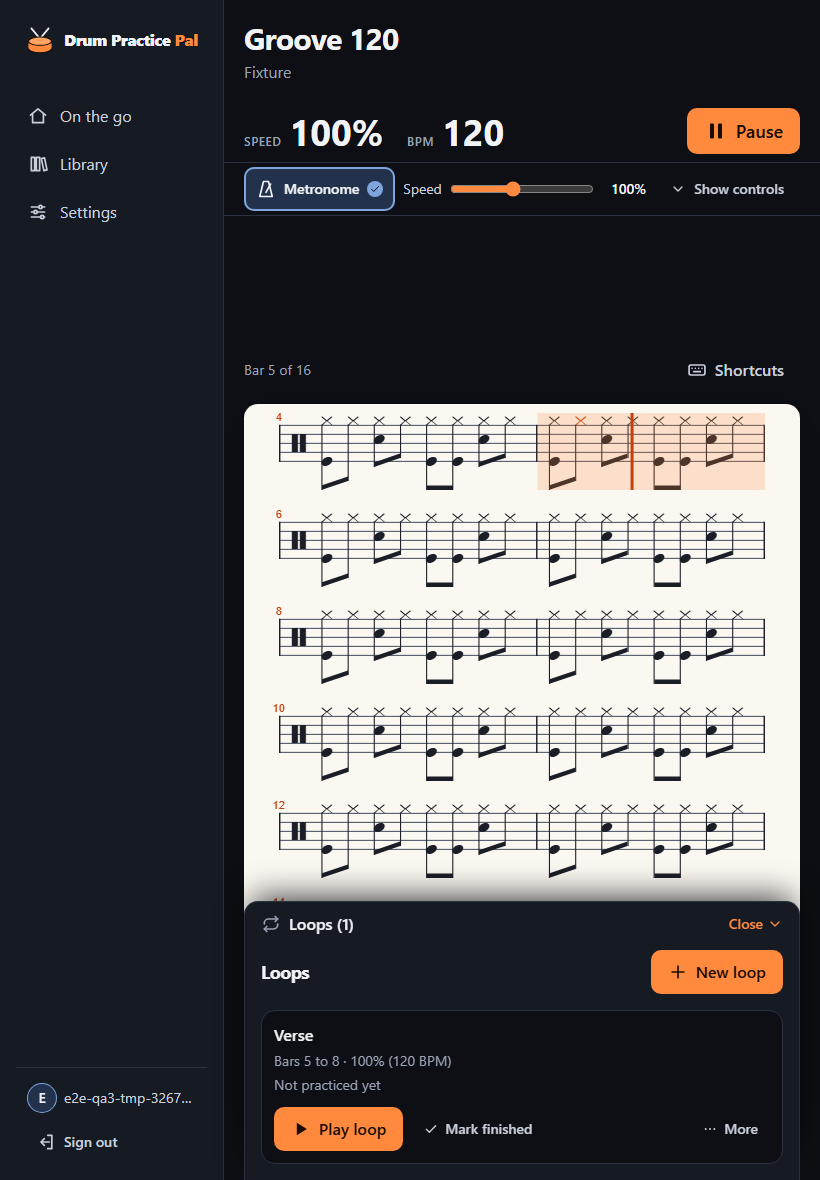 Drum Practice Pal
On the go
Library
Settings
E
e2e-qa3-tmp-3267...
Sign out
Groove 120
Fixture
SPEED 100% BPM 120
Pause
Metronome
Speed
100%
Show controls
Bar 5 of 16
Shortcuts
4
6
8
10
12
Loops (1)
Close
Loops
New loop
Verse
Bars 5 to 8 · 100% (120 BPM)
Not practiced yet
Play loop
Mark finished
More